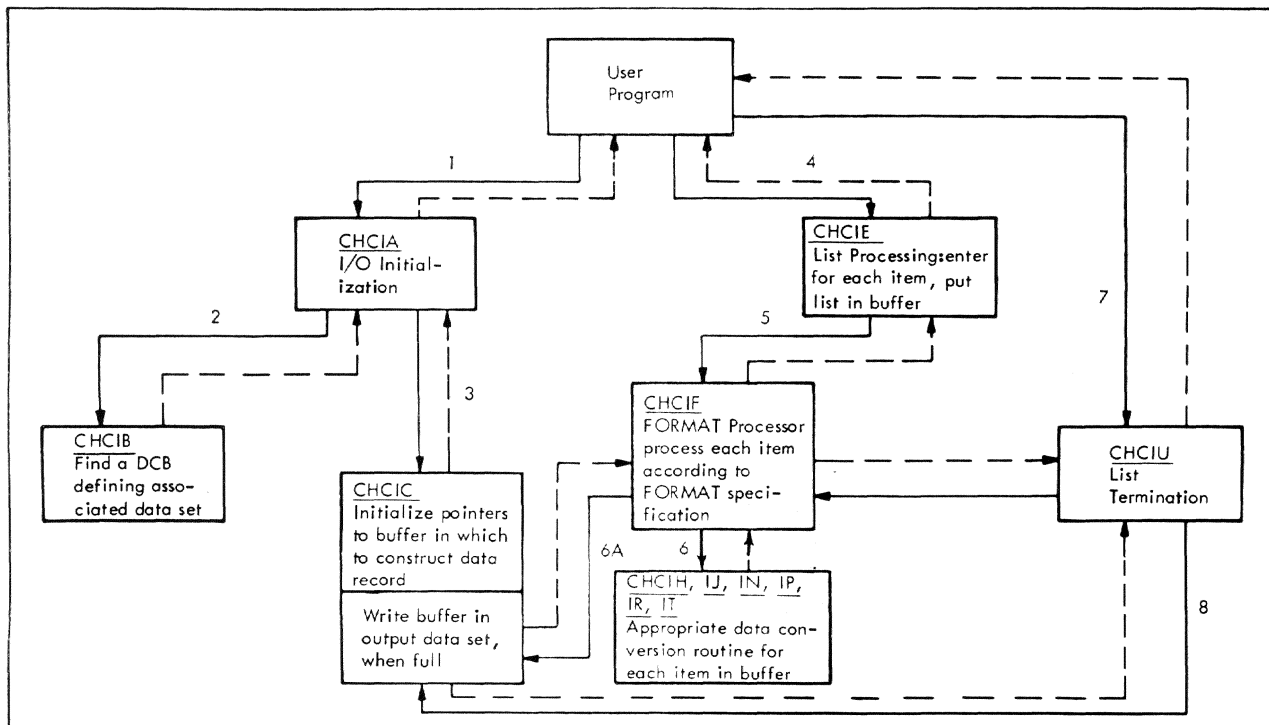 User
Program
1
4
CHCIA
I/O Initial-
ization
CHCIE
List Processing:enter
for each item, put
list in buffer
7
2
5
3
CHCIB
Find a DCB
defining asso-
ciated data set
CHCIF
FORMAT Processor
process each item
according to
FORMAT speci-
fication
CHCIU
List
Termination
CHCIC
Initialize pointers
to buffer in which
to construct data
record
6A
6
Write buffer in
output data set,
when full
CHCIH, IJ, IN, IP,
IR, IT
Appropriate data con-
version routine for
each item in buffer
8